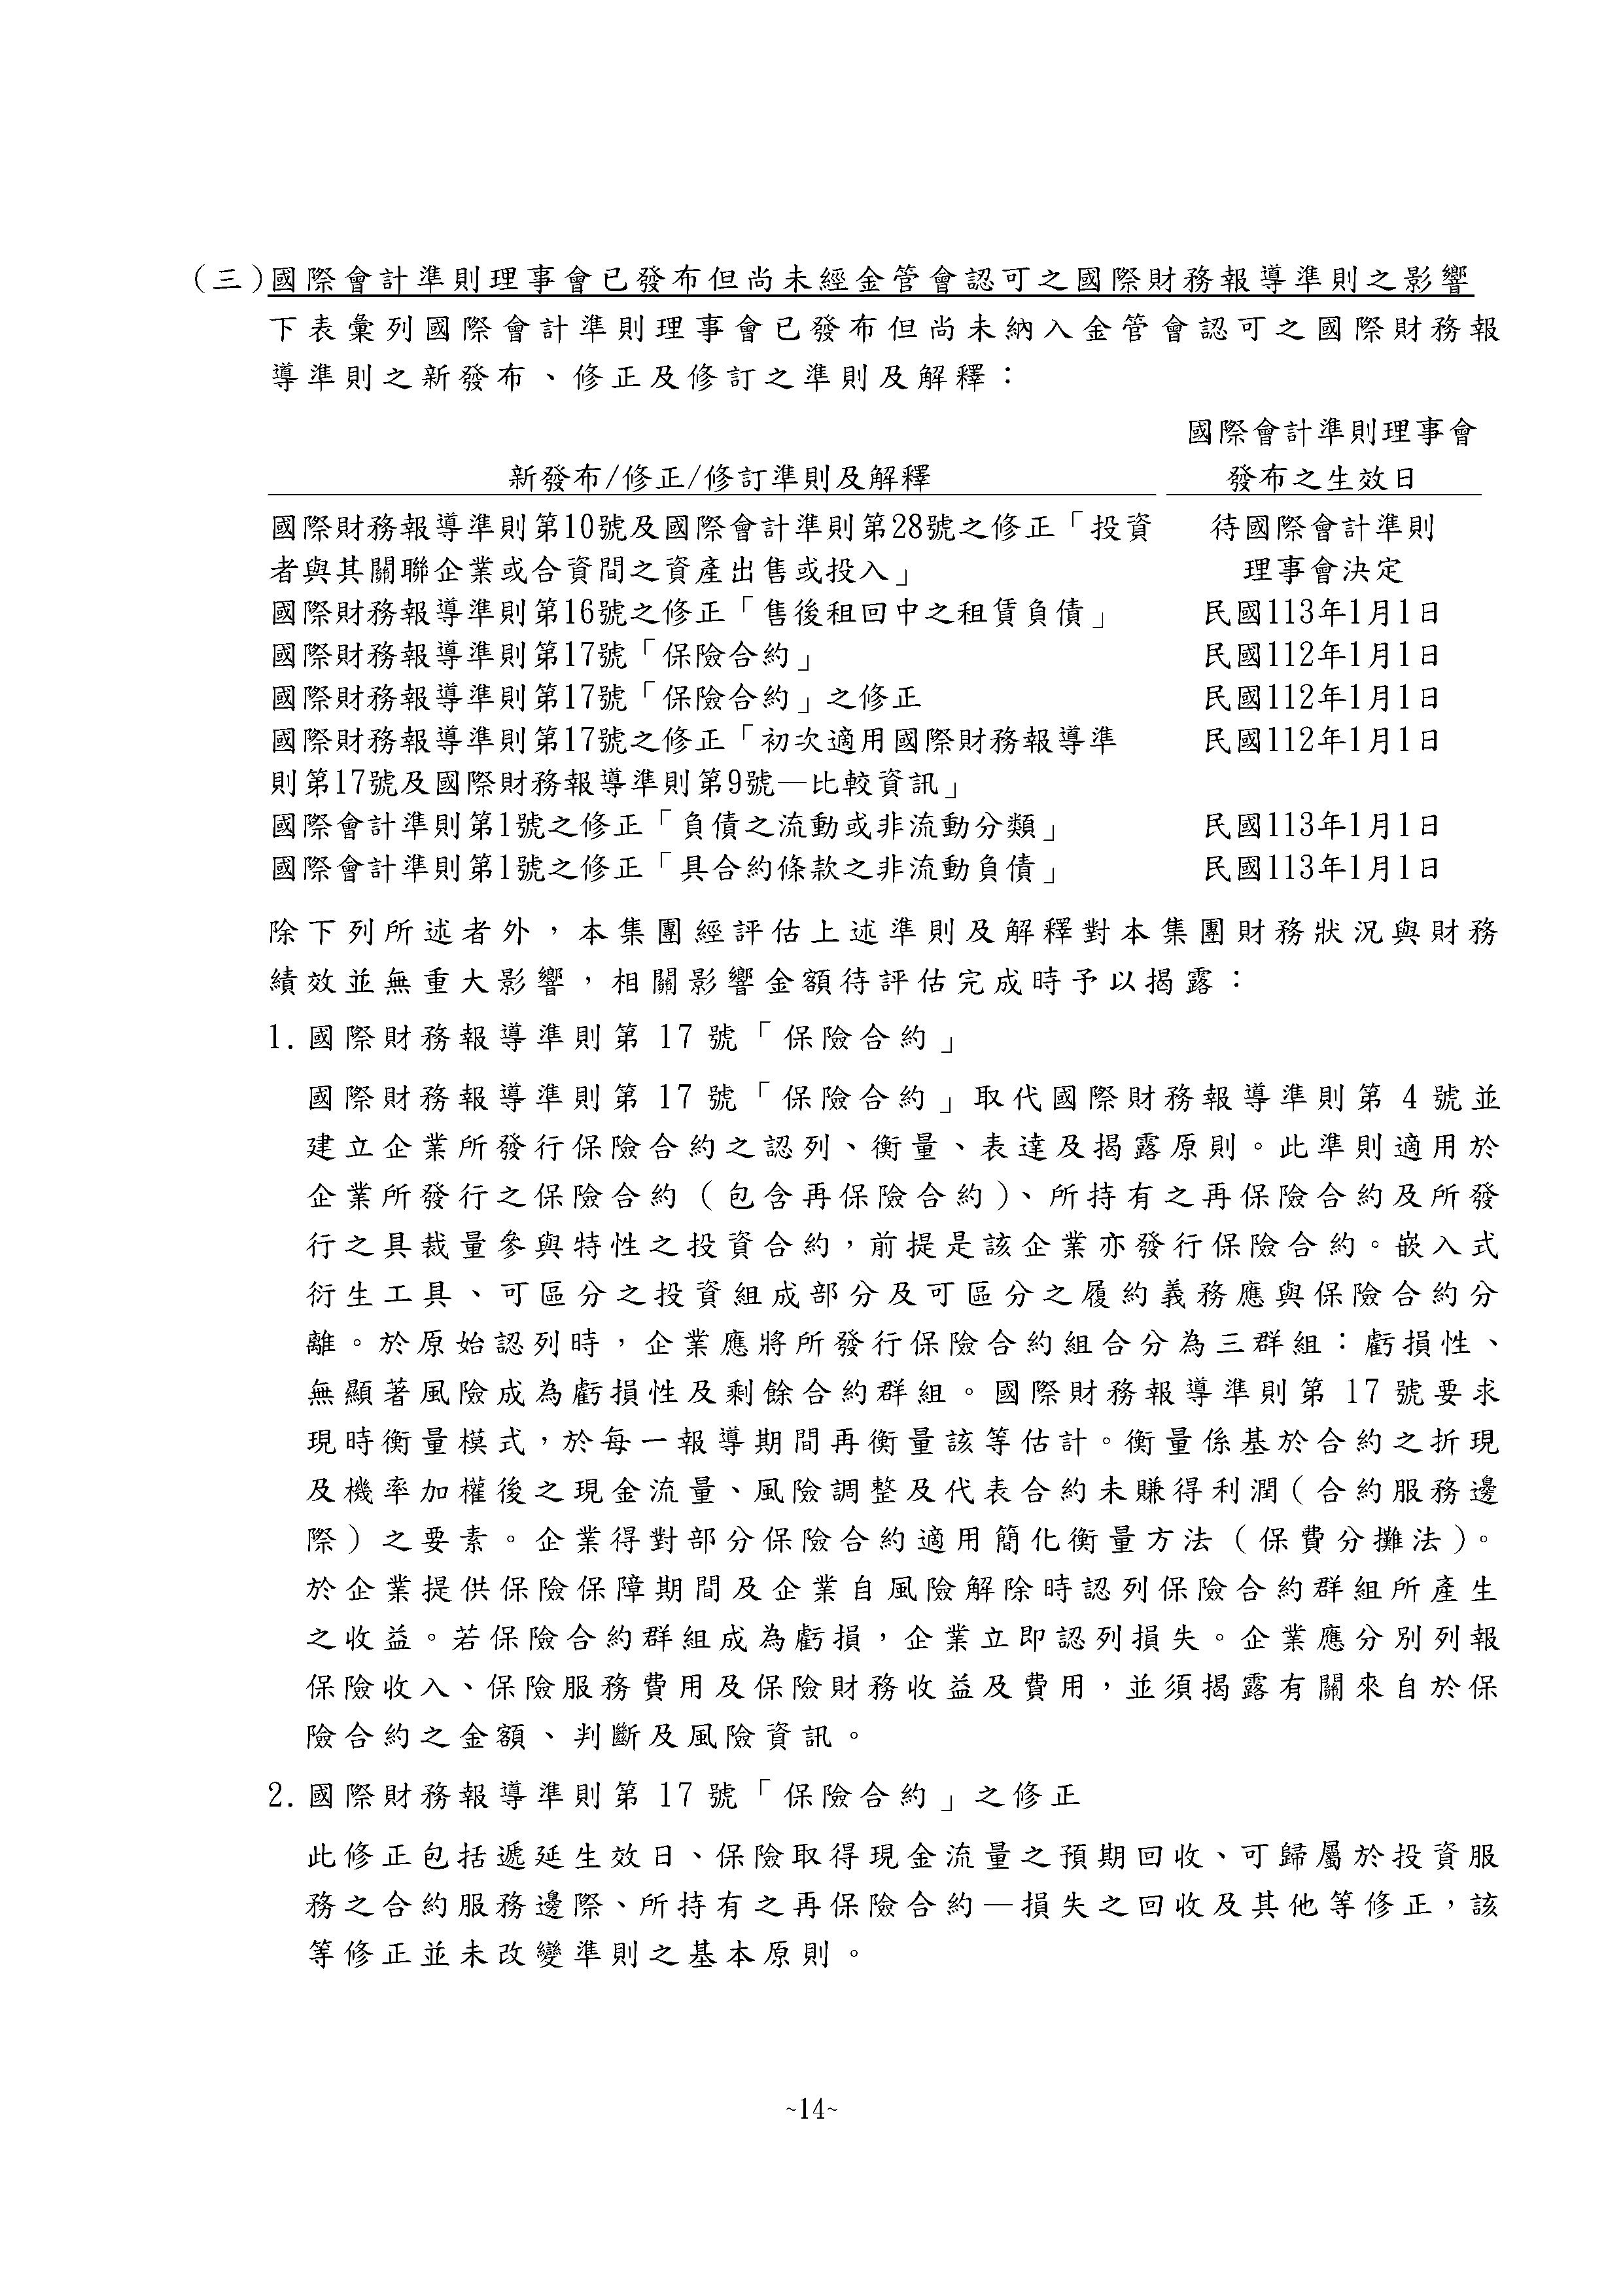 (三)國際會計準則理事會已發布但尚未經金管會認可之國際財務報導準則之影響
下表彙列國際會計準則理事會已發布但尚未納入金管會認可之國際財務報
導準則之新發布、修正及修訂之準則及解釋：
國際會計準則理事會
新發布/修正/修訂準則及解釋 發布之生效日
國際財務報導準則第10號及國際會計準則第28號之修正「投資 待國際會計準則
者與其關聯企業或合資間之資產出售或投入」 理事會決定
國際財務報導準則第16號之修正「售後租回中之租賃負債」 民國113年1月1日
國際財務報導準則第17號「保險合約」 民國112年1月1日
國際財務報導準則第17號「保險合約」之修正 民國112年1月1日
國際財務報導準則第17號之修正「初次適用國際財務報導準 民國112年1月1日
則第17號及國際財務報導準則第9號—比較資訊」
國際會計準則第1號之修正「負債之流動或非流動分類」 民國113年1月1日
國際會計準則第1號之修正「具合約條款之非流動負債」 民國113年1月1日
除下列所述者外，本集團經評估上述準則及解釋對本集團財務狀況與財務
績效並無重大影響，相關影響金額待評估完成時予以揭露：
1.國際財務報導準則第 17 號「保險合約」
國際財務報導準則第 17 號「保險合約」取代國際財務報導準則第 4 號並
建立企業所發行保險合約之認列、衡量、表達及揭露原則。此準則適用於
企業所發行之保險合約（包含再保險合約）、所持有之再保險合約及所發
行之具裁量參與特性之投資合約，前提是該企業亦發行保險合約。嵌入式
衍生工具、可區分之投資組成部分及可區分之履約義務應與保險合約分
離。於原始認列時，企業應將所發行保險合約組合分為三群組：虧損性、
無顯著風險成為虧損性及剩餘合約群組。國際財務報導準則第 17 號要求
現時衡量模式，於每一報導期間再衡量該等估計。衡量係基於合約之折現
及機率加權後之現金流量、風險調整及代表合約未賺得利潤（合約服務邊
際）之要素。企業得對部分保險合約適用簡化衡量方法（保費分攤法）。
於企業提供保險保障期間及企業自風險解除時認列保險合約群組所產生
之收益。若保險合約群組成為虧損，企業立即認列損失。企業應分別列報
保險收入、保險服務費用及保險財務收益及費用，並須揭露有關來自於保
險合約之金額、判斷及風險資訊。
2.國際財務報導準則第 17 號「保險合約」之修正
此修正包括遞延生效日、保險取得現金流量之預期回收、可歸屬於投資服
務之合約服務邊際、所持有之再保險合約—損失之回收及其他等修正，該
等修正並未改變準則之基本原則。
~14~